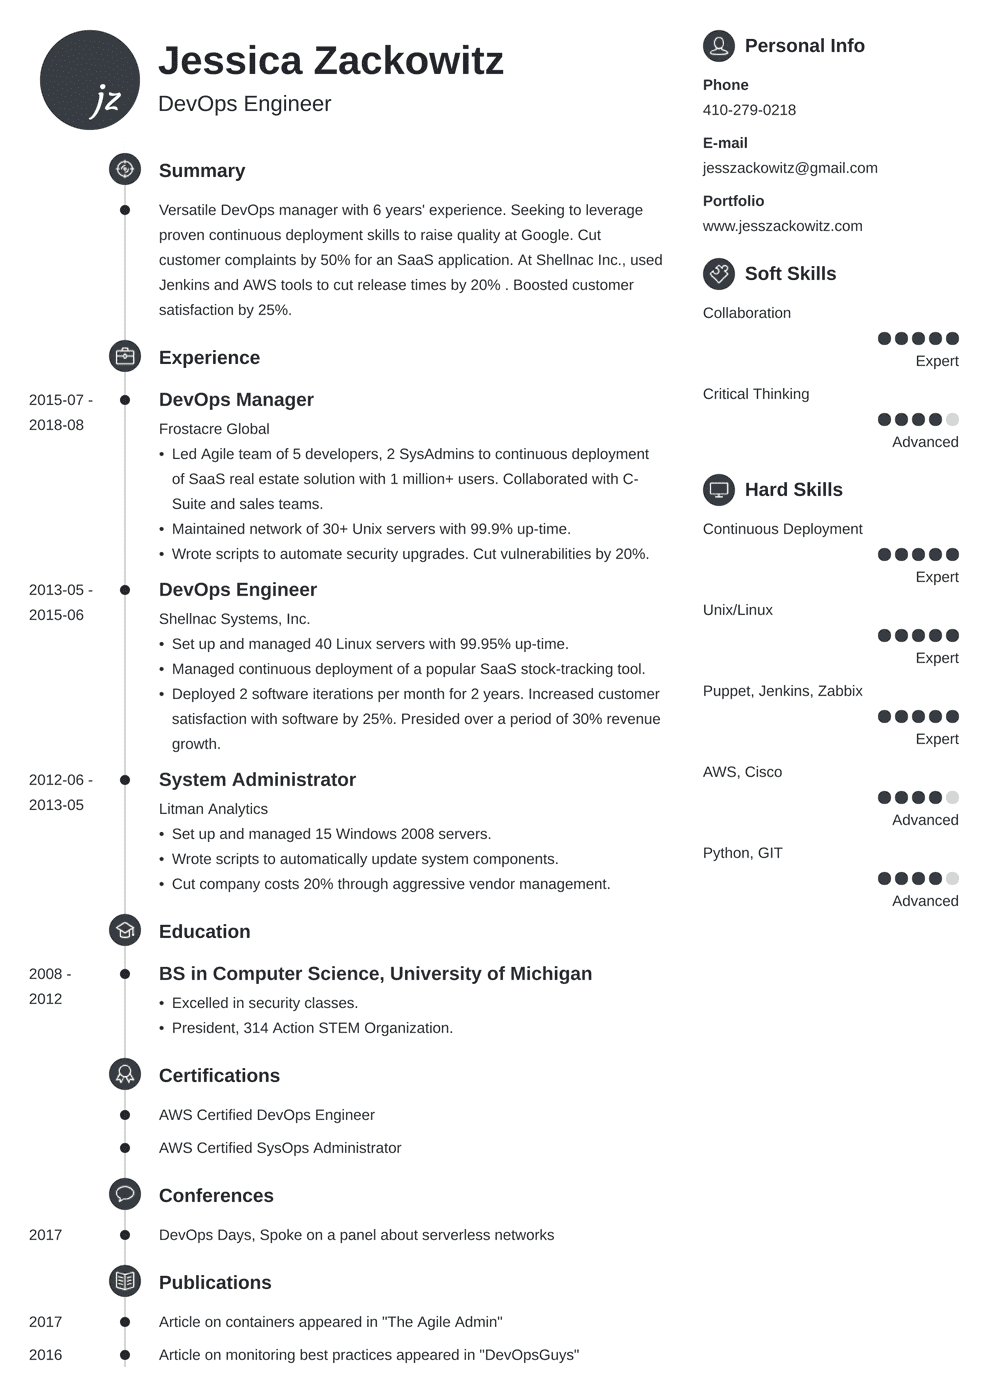 jz
Jessica Zackowitz
DevOps Engineer
Summary
Versatile DevOps manager with 6 years' experience. Seeking to leverage
proven continuous deployment skills to raise quality at Google. Cut
customer complaints by 50% for an SaaS application. At Shellnac Inc., used
Jenkins and AWS tools to cut release times by 20% . Boosted customer
satisfaction by 25%.
Experience
2015-07 -
2018-08
DevOps Manager
Frostacre Global
• Led Agile team of 5 developers, 2 SysAdmins to continuous deployment
of SaaS real estate solution with 1 million+ users. Collaborated with C-
Suite and sales teams.
• Maintained network of 30+ Unix servers with 99.9% up-time.
• Wrote scripts to automate security upgrades. Cut vulnerabilities by 20%.
2013-05 -
2015-06
DevOps Engineer
Shellnac Systems, Inc.
• Set up and managed 40 Linux servers with 99.95% up-time.
• Managed continuous deployment of a popular SaaS stock-tracking tool.
• Deployed 2 software iterations per month for 2 years. Increased customer
satisfaction with software by 25%. Presided over a period of 30% revenue
growth.
2012-06 -
2013-05
System Administrator
Litman Analytics
• Set up and managed 15 Windows 2008 servers.
• Wrote scripts to automatically update system components.
• Cut company costs 20% through aggressive vendor management.
Education
2008 -
2012
BS in Computer Science, University of Michigan
• Excelled in security classes.
• President, 314 Action STEM Organization.
Certifications
AWS Certified DevOps Engineer
AWS Certified SysOps Administrator
Conferences
2017
DevOps Days, Spoke on a panel about serverless networks
Publications
2017
Article on containers appeared in "The Agile Admin"
2016
Article on monitoring best practices appeared in "DevOpsGuys"
Personal Info
Phone
410-279-0218
E-mail
jesszackowitz@gmail.com
Portfolio
www.jesszackowitz.com
Soft Skills
Collaboration
Expert
Critical Thinking
Advanced
Hard Skills
Continuous Deployment
Expert
Unix/Linux
Expert
Puppet, Jenkins, Zabbix
Expert
AWS, Cisco
Advanced
Python, GIT
Advanced